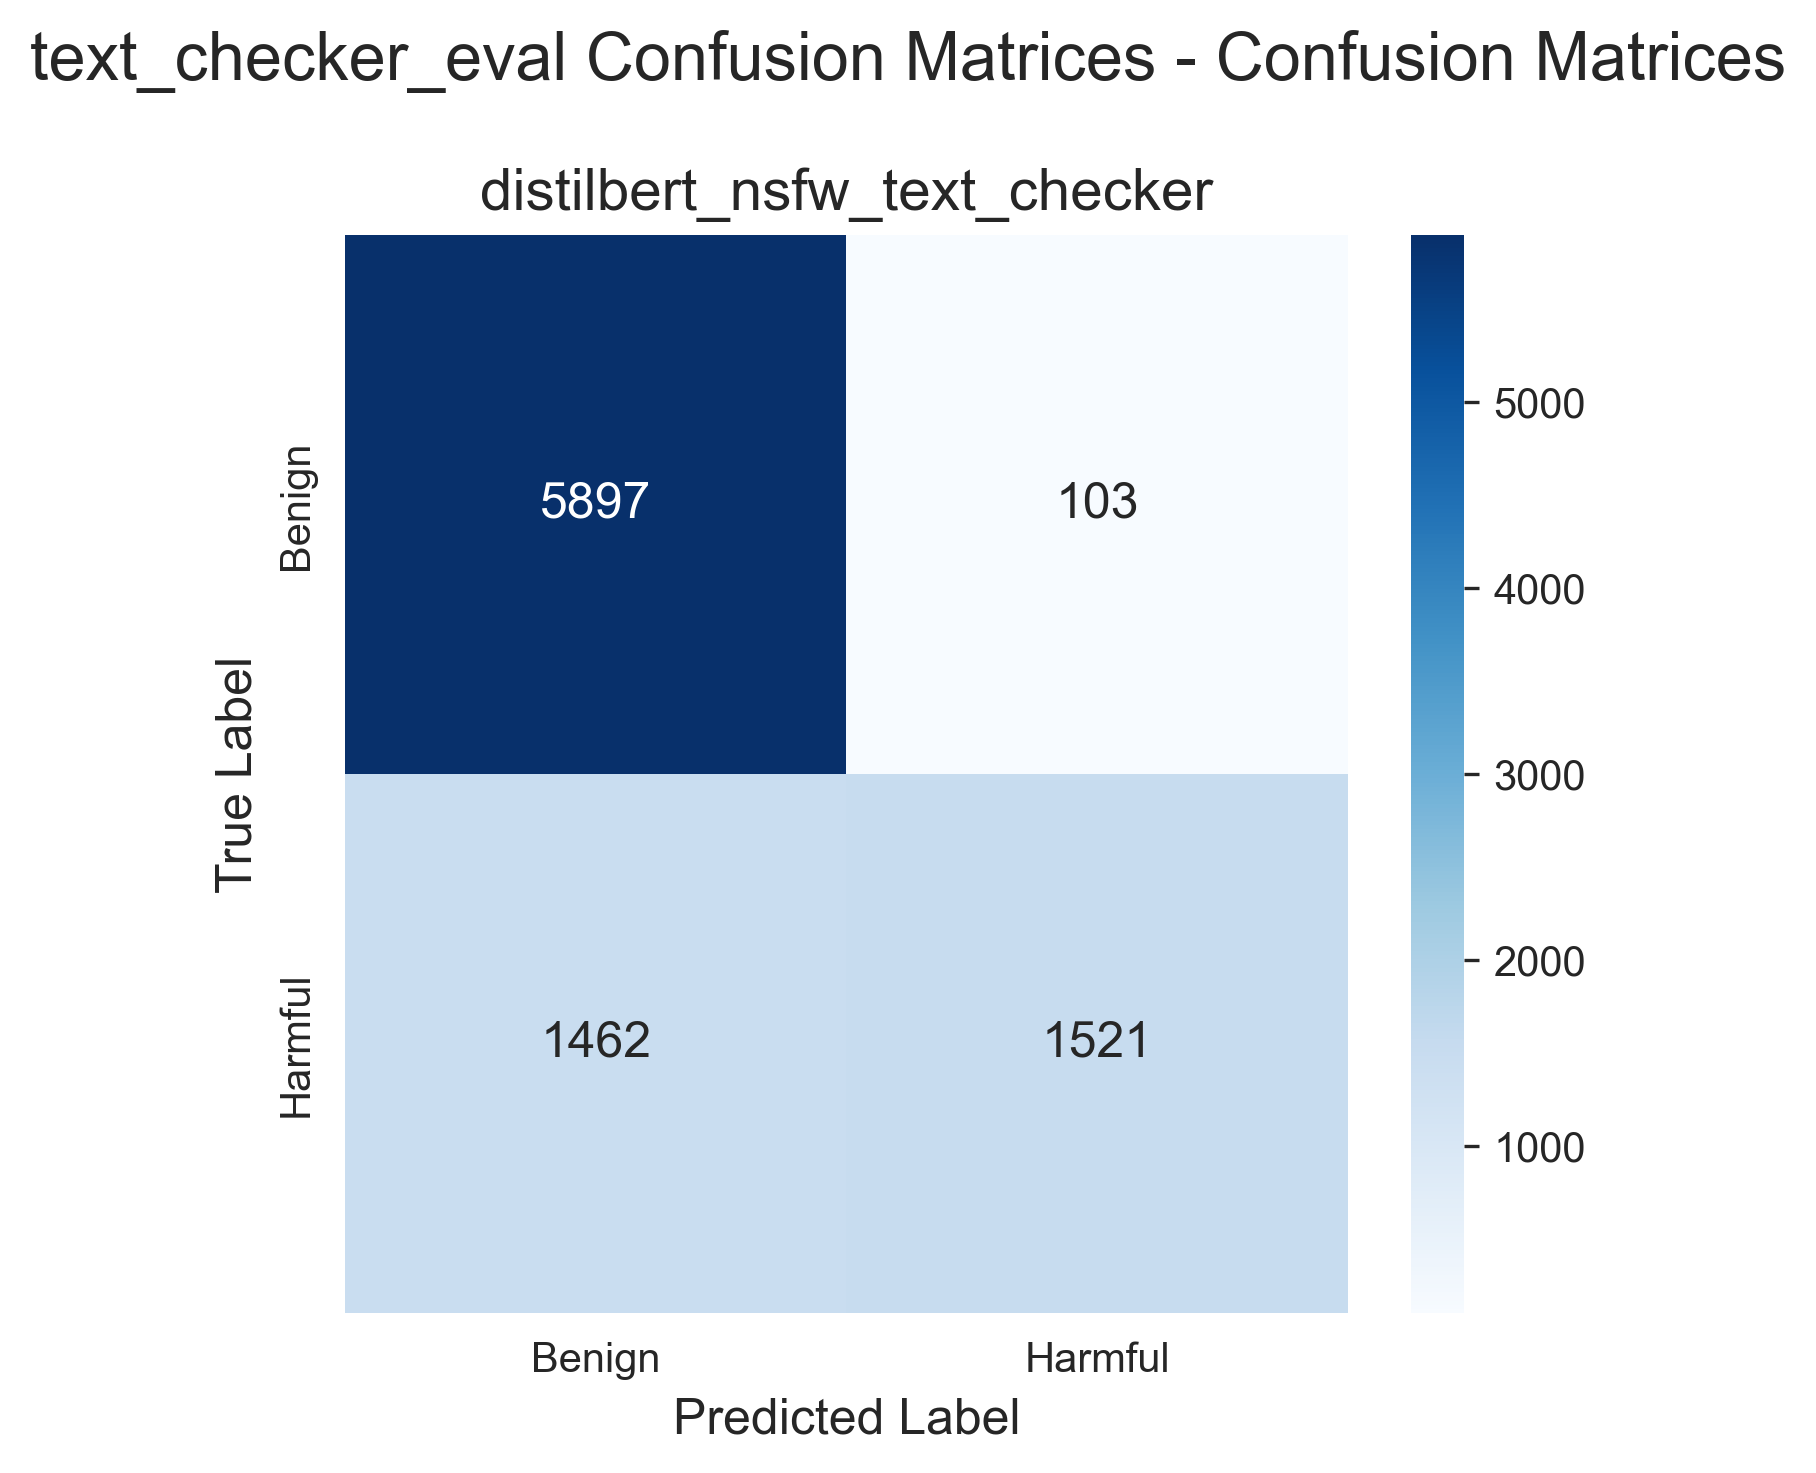 text_checker_eval Confusion Matrices - Confusion Matrices
distilbert_nsfw_text_checker
True Label
Benign
5897
103
Harmful
1462
1521
Benign
Harmful
Predicted Label
5000
4000
3000
2000
1000